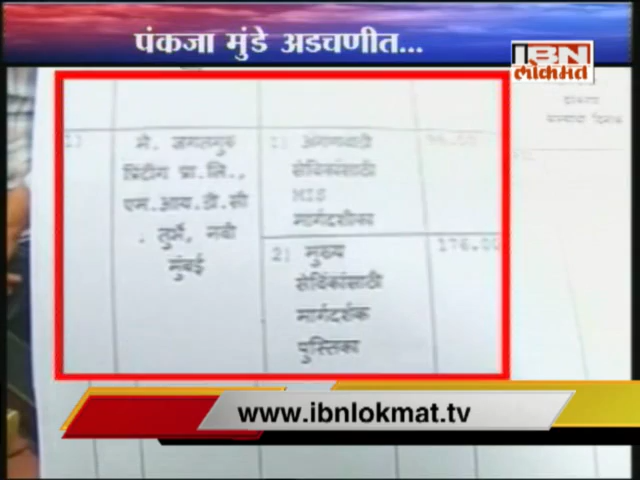 पंकजा मुंडे अडचणीत...
IBN
लोकमत
1)
मे. जगतगुरु
प्रिंटींग प्रा.लि.,
एम.आय.डी.सी
. तुर्भे, नवी
मुंबई
1) अंगणवाडी
सेविकांसाठी
MIS
मार्गदर्शीका
2) मुख्य
सेविकांसाठी
मार्गदर्शक
पुस्तिका
176.00
www.ibnlokmat.tv